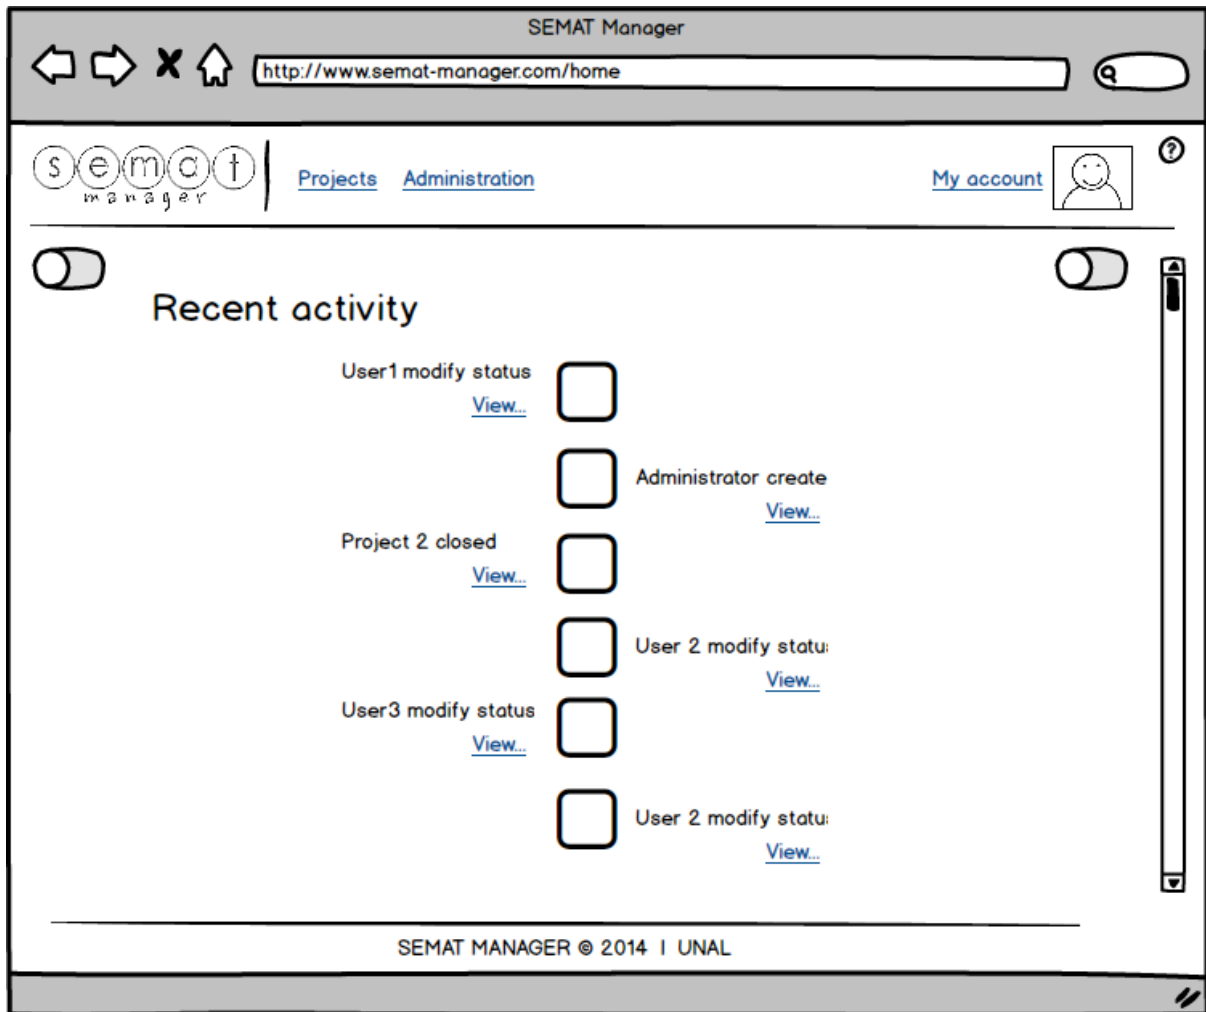 SEMAT Manager
http://www.semat-manager.com/home
semat
manager
Projects Administration My account
?
Recent activity
User1 modify status
View...
Administrator create
View...
Project 2 closed
View...
User 2 modify statu
View...
User3 modify status
View...
User 2 modify statu
View...
SEMAT MANAGER © 2014 | UNAL